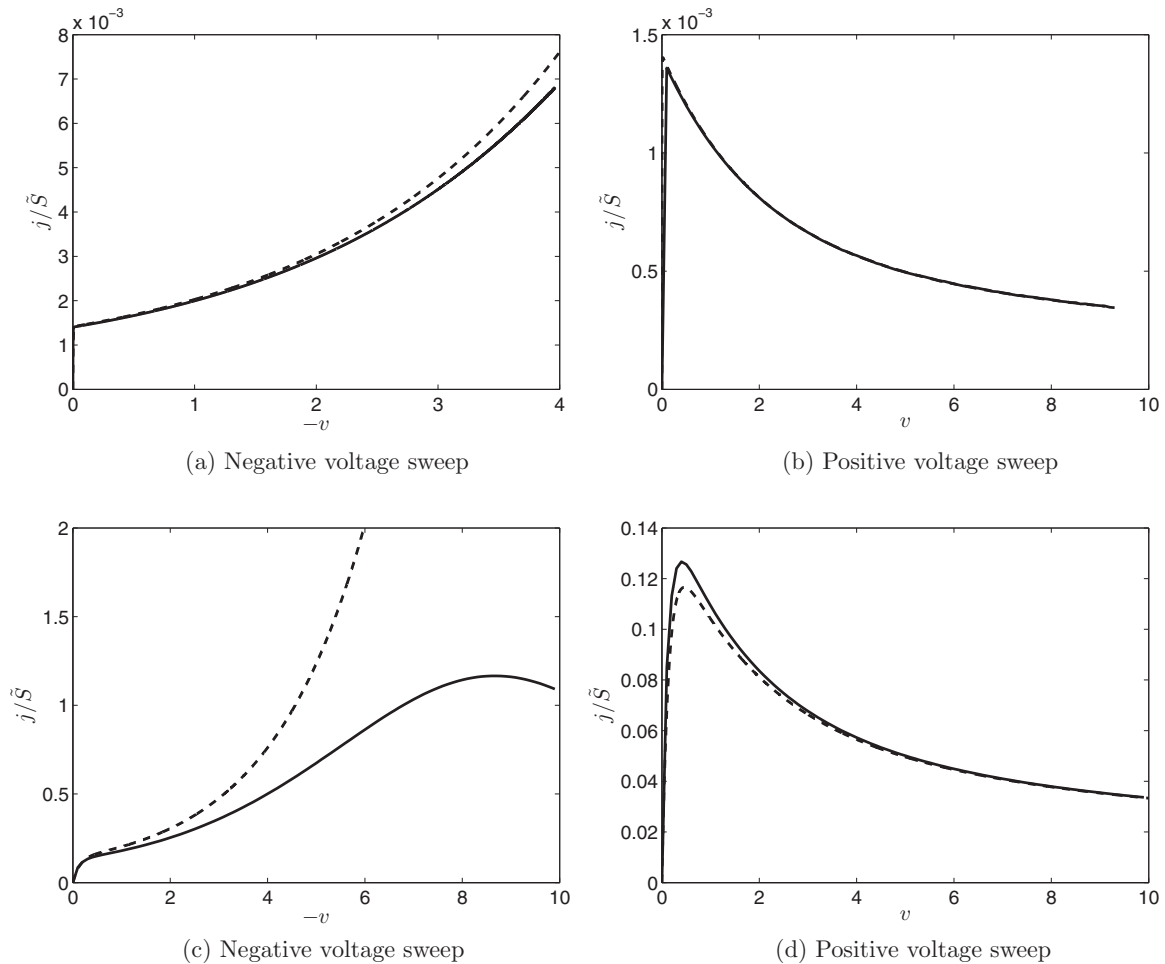 x 10⁻³
8
7
6
5
4
3
2
1
0
j/S̃
0 1 2 3 4
−v
(a) Negative voltage sweep
x 10⁻³
1.5
1
0.5
0
j/S̃
0 2 4 6 8 10
v
(b) Positive voltage sweep
2
1.5
1
0.5
0
j/S̃
0 2 4 6 8 10
−v
(c) Negative voltage sweep
0.14
0.12
0.1
0.08
0.06
0.04
0.02
0
j/S̃
0 2 4 6 8 10
v
(d) Positive voltage sweep